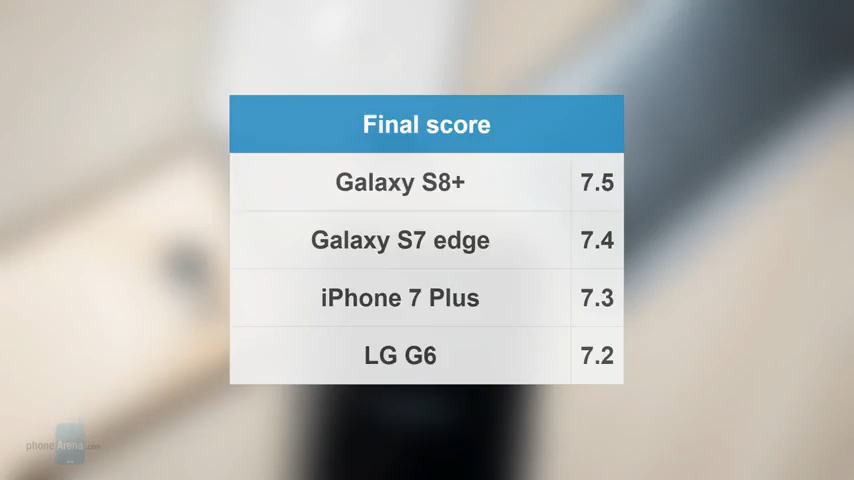 Final score
Galaxy S8+ 7.5
Galaxy S7 edge 7.4
iPhone 7 Plus 7.3
LG G6 7.2
phoneArena.com